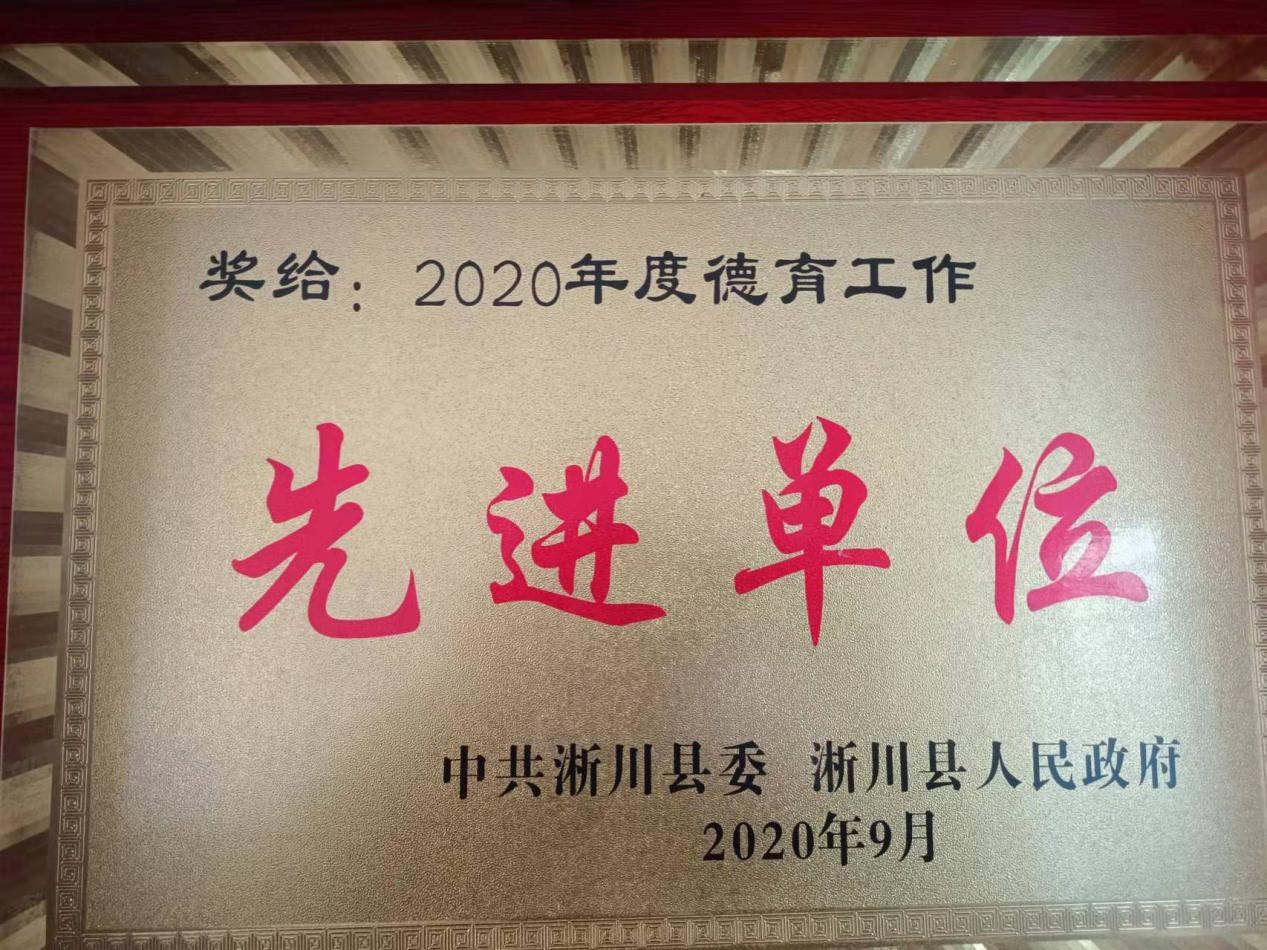 奖给：2020年度德育工作
先进单位
中共淅川县委 淅川县人民政府
2020年9月